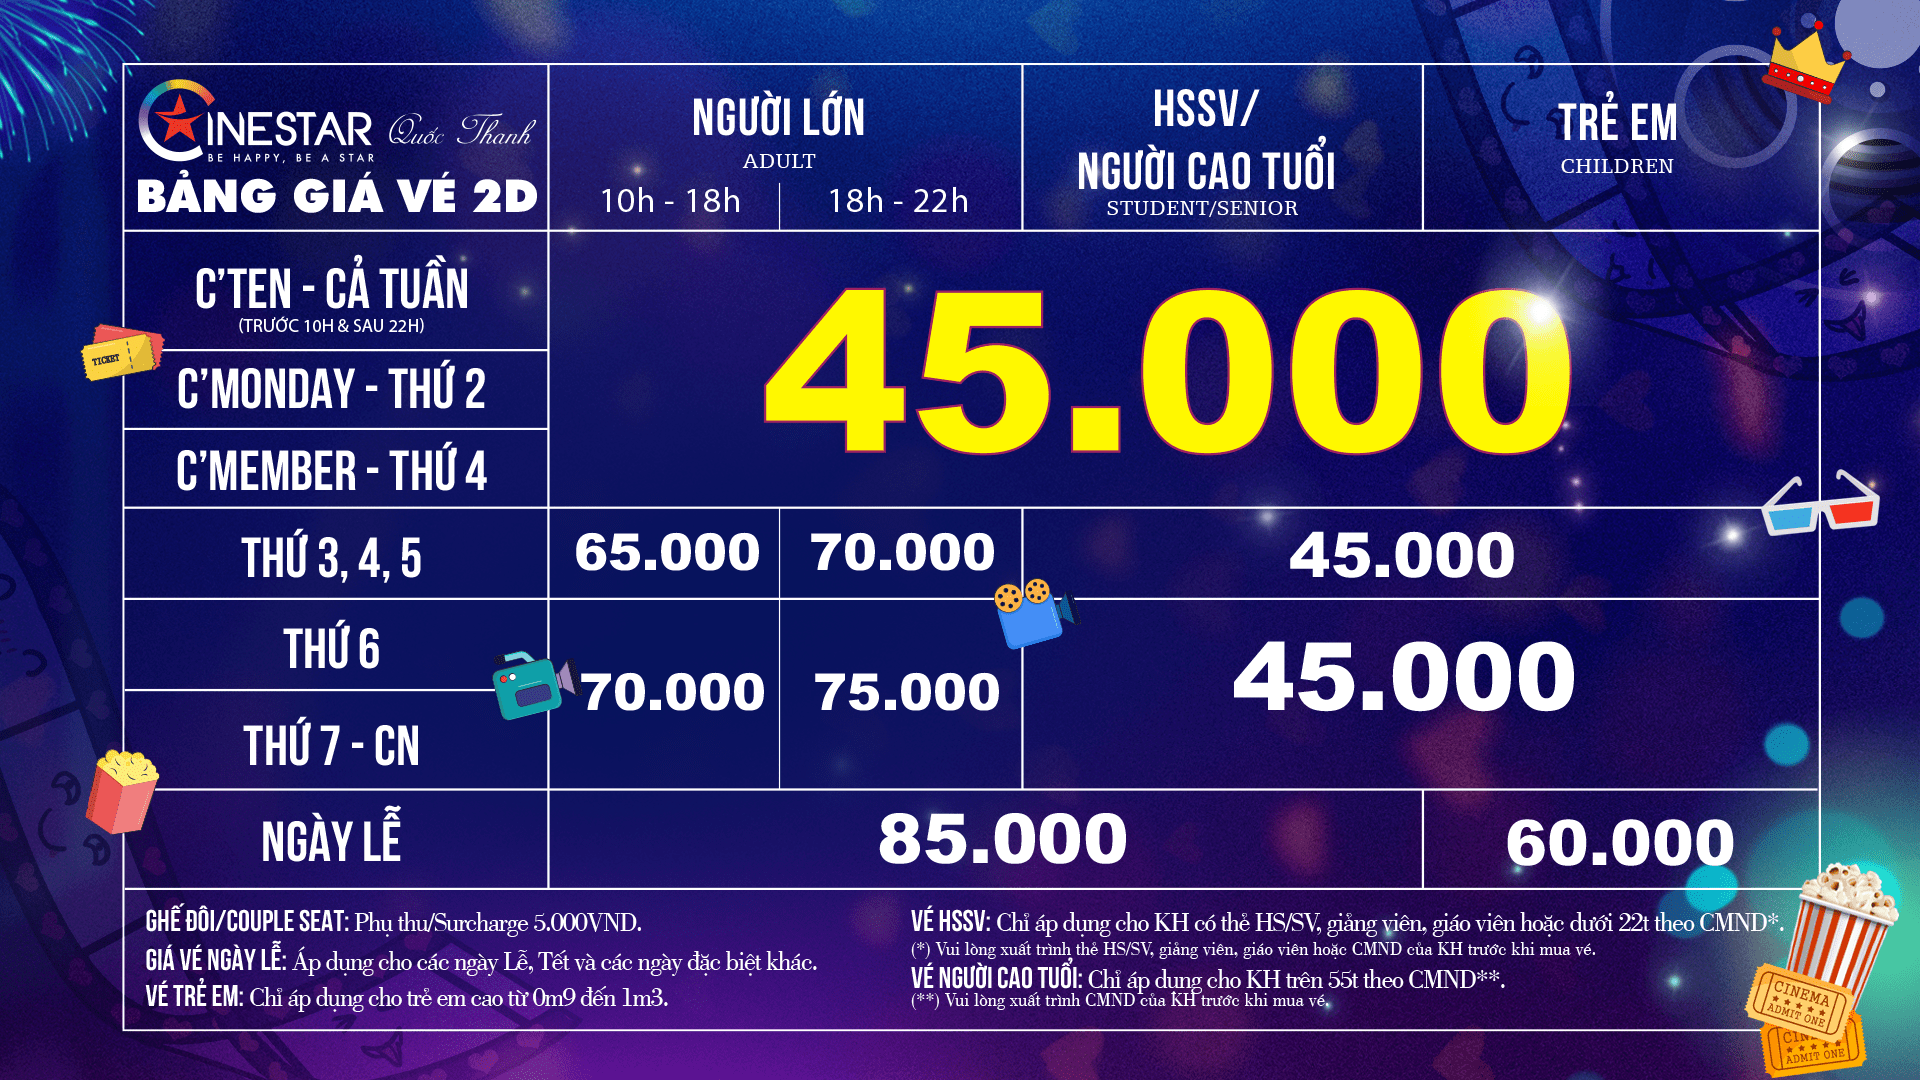 CINESTAR Quốc Thanh
BE HAPPY, BE A STAR
BẢNG GIÁ VÉ 2D
NGƯỜI LỚN
ADULT
10h - 18h
18h - 22h
HSSV/
NGƯỜI CAO TUỔI
STUDENT/SENIOR
TRẺ EM
CHILDREN
C'TEN - CẢ TUẦN
(TRƯỚC 10H & SAU 22H)
C'MONDAY - THỨ 2
C'MEMBER - THỨ 4
45.000
THỨ 3, 4, 5
65.000
70.000
45.000
THỨ 6
THỨ 7 - CN
70.000
75.000
45.000
NGÀY LỄ
85.000
60.000
GHẾ ĐÔI/COUPLE SEAT: Phụ thu/Surcharge 5.000VND.
GIÁ VÉ NGÀY LỄ: Áp dụng cho các ngày Lễ, Tết và các ngày đặc biệt khác.
VÉ TRẺ EM: Chỉ áp dụng cho trẻ em cao từ 0m9 đến 1m3.
VÉ HSSV: Chỉ áp dụng cho KH có thẻ HS/SV, giảng viên, giáo viên hoặc dưới 22t theo CMND*.
(*) Vui lòng xuất trình thẻ HS/SV, giảng viên, giáo viên hoặc CMND của KH trước khi mua vé.
VÉ NGƯỜI CAO TUỔI: Chỉ áp dụng cho KH trên 55t theo CMND**.
(**) Vui lòng xuất trình CMND của KH trước khi mua vé.
TICKET
CINEMA
ADMIT ONE
CIN
ADMIT ONE